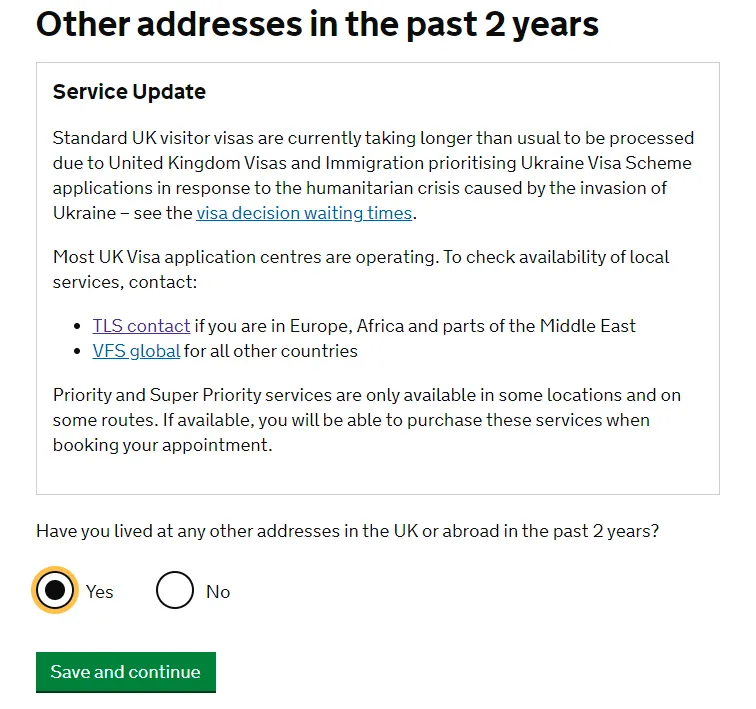 Other addresses in the past 2 years
Service Update
Standard UK visitor visas are currently taking longer than usual to be processed
due to United Kingdom Visas and Immigration prioritising Ukraine Visa Scheme
applications in response to the humanitarian crisis caused by the invasion of
Ukraine – see the visa decision waiting times.
Most UK Visa application centres are operating. To check availability of local
services, contact:
• TLS contact if you are in Europe, Africa and parts of the Middle East
• VFS global for all other countries
Priority and Super Priority services are only available in some locations and on
some routes. If available, you will be able to purchase these services when
booking your appointment.
Have you lived at any other addresses in the UK or abroad in the past 2 years?
Yes No
Save and continue